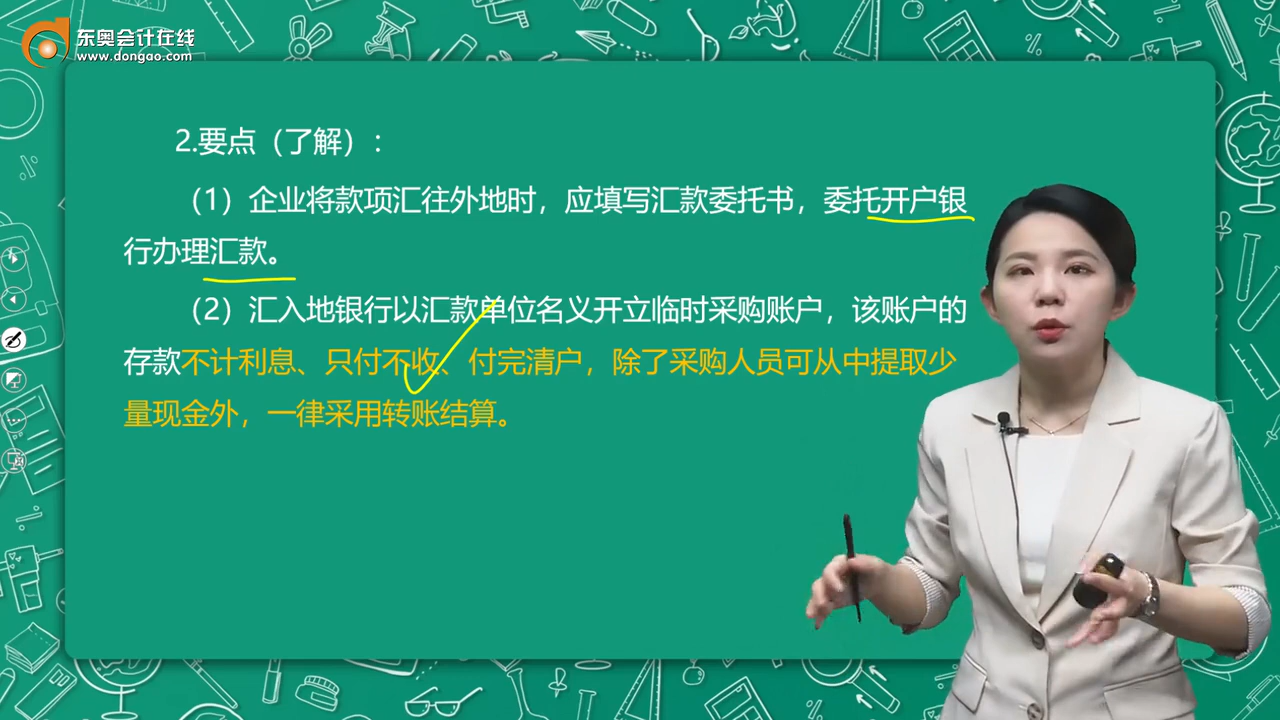 东奥会计在线
www.dongao.com
2.要点（了解）：
（1）企业将款项汇往外地时，应填写汇款委托书，委托开户银
行办理汇款。
（2）汇入地银行以汇款单位名义开立临时采购账户，该账户的
存款不计利息、只付不收、付完清户，除了采购人员可从中提取少
量现金外，一律采用转账结算。